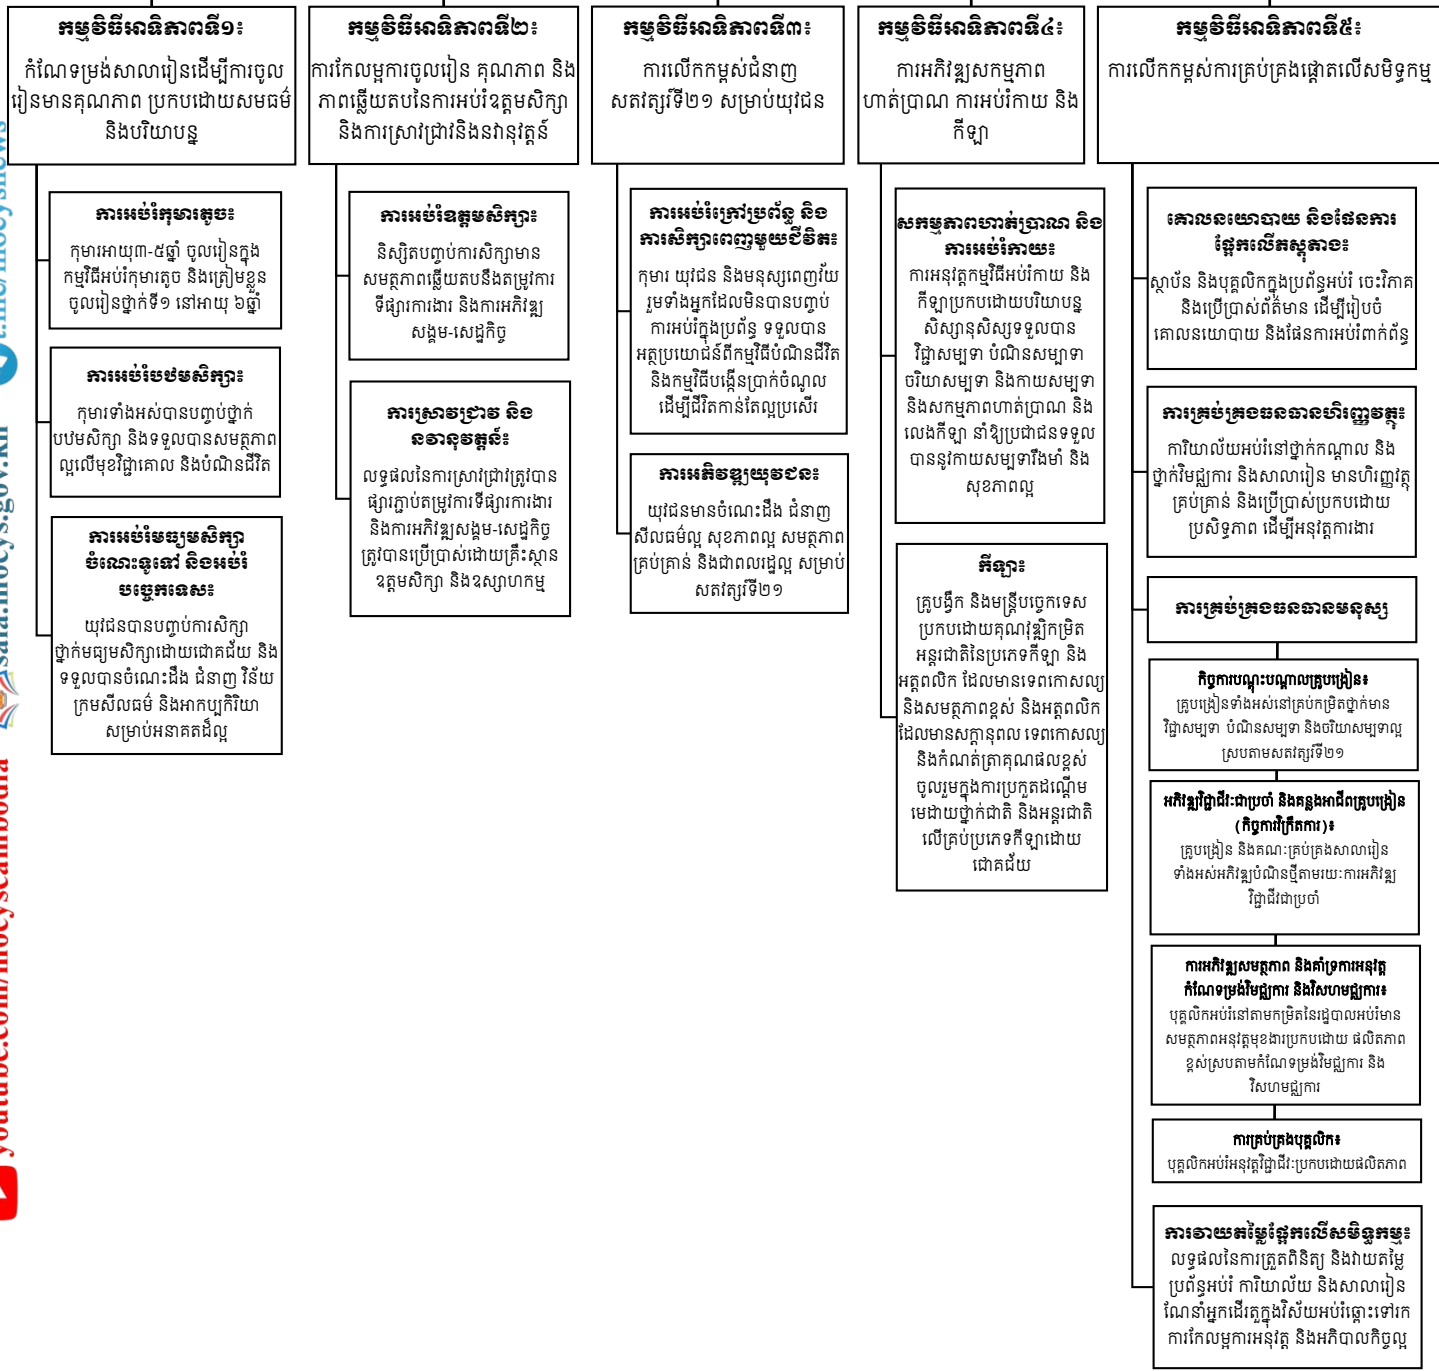 កម្មវិធីអាទិភាពទី១៖
កំណែទម្រង់សាលារៀនដើម្បីការចូល
រៀនមានគុណភាព ប្រកបដោយសមធម៌
និងបរិយាបន្ន
ការអប់រំកុមារតូច៖
កុមារអាយុ៣-៥ឆ្នាំ ចូលរៀនក្នុង
កម្មវិធីអប់រំកុមារតូច និងត្រៀមខ្លួន
ចូលរៀនថ្នាក់ទី១ នៅអាយុ ៦ឆ្នាំ
ការអប់រំបឋមសិក្សា៖
កុមារទាំងអស់បានបញ្ចប់ថ្នាក់
បឋមសិក្សា និងទទួលបានសមត្ថភាព
ល្អលើមុខវិជ្ជាគោល និងបំណិនជីវិត
ការអប់រំមធ្យមសិក្សា
ចំណេះទូទៅ និងអប់រំ
បច្ចេកទេស៖
យុវជនបានបញ្ចប់ការសិក្សា
ថ្នាក់មធ្យមសិក្សាដោយជោគជ័យ និង
ទទួលបានចំណេះដឹង ជំនាញ វិន័យ
ក្រមសីលធម៌ និងអាកប្បកិរិយា
សម្រាប់អនាគតដ៏ល្អ
កម្មវិធីអាទិភាពទី២៖
ការកែលម្អការចូលរៀន គុណភាព និង
ភាពឆ្លើយតបនៃការអប់រំឧត្តមសិក្សា
និងការស្រាវជ្រាវនិងនវានុវត្តន៍
ការអប់រំឧត្តមសិក្សា៖
និស្សិតបញ្ចប់ការសិក្សាមាន
សមត្ថភាពឆ្លើយតបនឹងតម្រូវការ
ទីផ្សារការងារ និងការអភិវឌ្ឍ
សង្គម-សេដ្ឋកិច្ច
ការស្រាវជ្រាវ និង
នវានុវត្តន៍៖
លទ្ធផលនៃការស្រាវជ្រាវត្រូវបាន
ផ្សារភ្ជាប់តម្រូវការទីផ្សារការងារ
និងការអភិវឌ្ឍសង្គម-សេដ្ឋកិច្ច
ត្រូវបានប្រើប្រាស់ដោយគ្រឹះស្ថាន
ឧត្តមសិក្សា និងឧស្សាហកម្ម
កម្មវិធីអាទិភាពទី៣៖
ការលើកកម្ពស់ជំនាញ
សតវត្សរ៍ទី២១ សម្រាប់យុវជន
ការអប់រំក្រៅប្រព័ន្ធ និង
ការសិក្សាពេញមួយជីវិត៖
កុមារ យុវជន និងមនុស្សពេញវ័យ
រួមទាំងអ្នកដែលមិនបានបញ្ចប់
ការអប់រំក្នុងប្រព័ន្ធ ទទួលបាន
អត្ថប្រយោជន៍ពីកម្មវិធីបំណិនជីវិត
និងកម្មវិធីបង្កើនប្រាក់ចំណូល
ដើម្បីជីវិតកាន់តែល្អប្រសើរ
ការអភិវឌ្ឍយុវជន៖
យុវជនមានចំណេះដឹង ជំនាញ
សីលធម៌ល្អ សុខភាពល្អ សមត្ថភាព
គ្រប់គ្រាន់ និងជាពលរដ្ឋល្អ សម្រាប់
សតវត្សរ៍ទី២១
កម្មវិធីអាទិភាពទី៤៖
ការអភិវឌ្ឍសកម្មភាព
ហាត់ប្រាណ ការអប់រំកាយ និង
កីឡា
សកម្មភាពហាត់ប្រាណ និង
ការអប់រំកាយ៖
ការអនុវត្តកម្មវិធីអប់រំកាយ និង
កីឡាប្រកបដោយបរិយាបន្ន
សិស្សានុសិស្សទទួលបាន
វិជ្ជាសម្បទា បំណិនសម្បទា
ចរិយាសម្បទា និងកាយសម្បទា
និងសកម្មភាពហាត់ប្រាណ និង
លេងកីឡា នាំឱ្យប្រជាជនទទួល
បាននូវកាយសម្បទារឹងមាំ និង
សុខភាពល្អ
កីឡា៖
គ្រូបង្វឹក និងមន្ត្រីបច្ចេកទេស
ប្រកបដោយគុណវុឌ្ឍិកម្រិត
អន្តរជាតិនៃប្រភេទកីឡា និង
អត្តពលិក ដែលមានទេពកោសល្យ
និងសមត្ថភាពខ្ពស់ និងអត្តពលិក
ដែលមានសក្តានុពល ទេពកោសល្យ
និងកំណត់ត្រាគុណផលខ្ពស់
ចូលរួមក្នុងការប្រកួតដណ្តើម
មេដាយថ្នាក់ជាតិ និងអន្តរជាតិ
លើគ្រប់ប្រភេទកីឡាដោយ
ជោគជ័យ
កម្មវិធីអាទិភាពទី៥៖
ការលើកកម្ពស់ការគ្រប់គ្រងផ្តោតលើសមិទ្ធកម្ម
គោលនយោបាយ និងផែនការ
ផ្អែកលើភស្តុតាង៖
ស្ថាប័ន និងបុគ្គលិកក្នុងប្រព័ន្ធអប់រំ ចេះវិភាគ
និងប្រើប្រាស់ព័ត៌មាន ដើម្បីរៀបចំ
គោលនយោបាយ និងផែនការអប់រំពាក់ព័ន្ធ
ការគ្រប់គ្រងធនធានហិរញ្ញវត្ថុ៖
ការិយាល័យអប់រំនៅថ្នាក់កណ្តាល និង
ថ្នាក់វិមជ្ឈការ និងសាលារៀន មានហិរញ្ញវត្ថុ
គ្រប់គ្រាន់ និងប្រើប្រាស់ប្រកបដោយ
ប្រសិទ្ធភាព ដើម្បីអនុវត្តការងារ
ការគ្រប់គ្រងធនធានមនុស្ស
កិច្ចការបណ្តុះបណ្តាលគ្រូបង្រៀន៖
គ្រូបង្រៀនទាំងអស់នៅគ្រប់កម្រិតថ្នាក់មាន
វិជ្ជាសម្បទា បំណិនសម្បទា និងចរិយាសម្បទាល្អ
ស្របតាមសតវត្សរ៍ទី២១
អភិវឌ្ឍវិជ្ជាជីវៈជាប្រចាំ និងគន្លងអាជីពគ្រូបង្រៀន
(កិច្ចការវិក្រឹតការ)៖
គ្រូបង្រៀន និងគណៈគ្រប់គ្រងសាលារៀន
ទាំងអស់អភិវឌ្ឍបំណិនថ្មីតាមរយៈការអភិវឌ្ឍ
វិជ្ជាជីវជាប្រចាំ
ការអភិវឌ្ឍសមត្ថភាព និងគាំទ្រការអនុវត្ត
កំណែទម្រង់វិមជ្ឈការ និងវិសហមជ្ឈការ៖
បុគ្គលិកអប់រំនៅតាមកម្រិតនៃរដ្ឋបាលអប់រំមាន
សមត្ថភាពអនុវត្តមុខងារប្រកបដោយ ផលិតភាព
ខ្ពស់ស្របតាមកំណែទម្រង់វិមជ្ឈការ និង
វិសហមជ្ឈការ
ការគ្រប់គ្រងបុគ្គលិក៖
បុគ្គលិកអប់រំអនុវត្តវិជ្ជាជីវៈប្រកបដោយផលិតភាព
ការវាយតម្លៃផ្អែកលើសមិទ្ធកម្ម៖
លទ្ធផលនៃការត្រួតពិនិត្យ និងវាយតម្លៃ
ប្រព័ន្ធអប់រំ ការិយាល័យ និងសាលារៀន
ណែនាំអ្នកដើរតួក្នុងវិស័យអប់រំឆ្ពោះទៅរក
ការកែលម្អការអនុវត្ត និងអភិបាលកិច្ចល្អ
t.me/moeysnews
sala.moeys.gov.kh
youtube.com/moeyscambodia